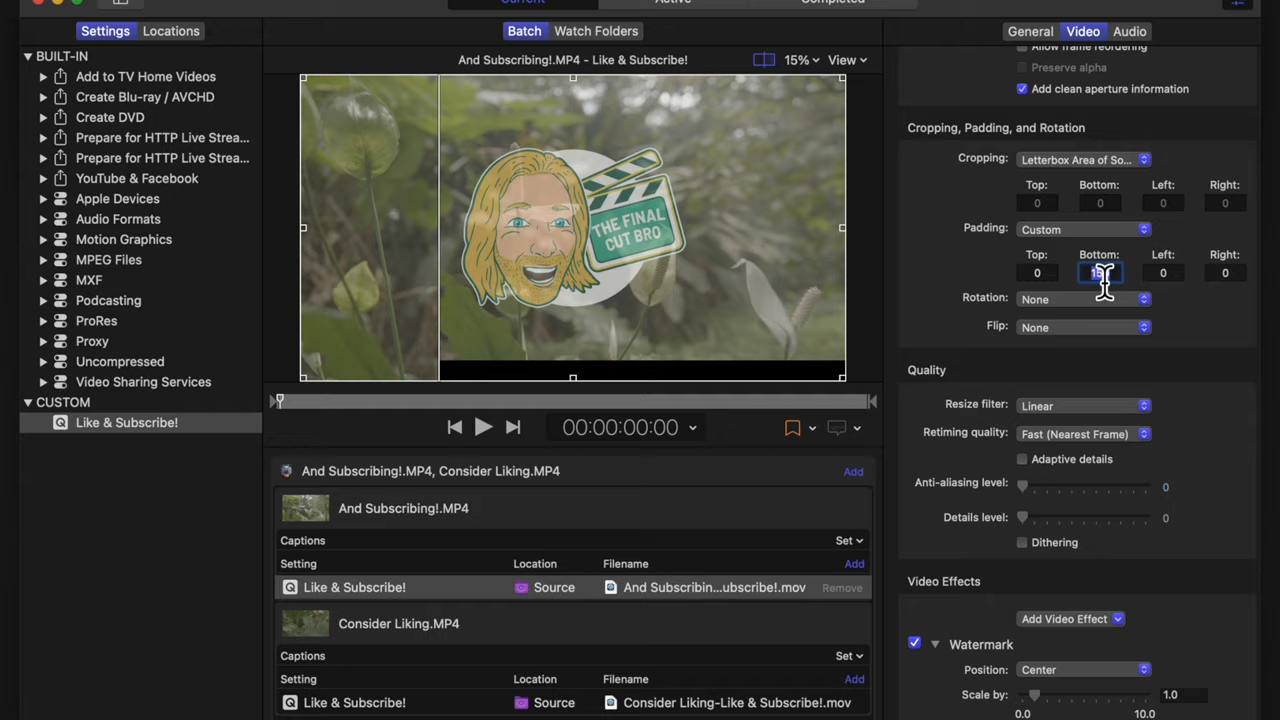 Current
Active
Completed
Settings
Locations
Batch
Watch Folders
General
Video
Audio
BUILT-IN
Add to TV Home Videos
Create Blu-ray / AVCHD
Create DVD
Prepare for HTTP Live Strea...
Prepare for HTTP Live Strea...
YouTube & Facebook
Apple Devices
Audio Formats
Motion Graphics
MPEG Files
MXF
Podcasting
ProRes
Proxy
Uncompressed
Video Sharing Services
CUSTOM
Like & Subscribe!
And Subscribing!.MP4 - Like & Subscribe!
15%
View
THE FINAL
CUT BRO
00:00:00:00
And Subscribing!.MP4, Consider Liking.MP4
Add
And Subscribing!.MP4
Captions
Set
Setting
Location
Filename
Add
Like & Subscribe!
Source
And Subscribin...ubscribe!.mov
Remove
Consider Liking.MP4
Captions
Set
Setting
Location
Filename
Add
Like & Subscribe!
Source
Consider Liking-Like & Subscribe!.mov
Allow frame reordering
Preserve alpha
Add clean aperture information
Cropping, Padding, and Rotation
Cropping:
Letterbox Area of So...
Top:
Bottom:
Left:
Right:
0
0
0
0
Padding:
Custom
Top:
Bottom:
Left:
Right:
0
0
0
Rotation:
None
Flip:
None
Quality
Resize filter:
Linear
Retiming quality:
Fast (Nearest Frame)
Adaptive details
Anti-aliasing level:
0
Details level:
0
Dithering
Video Effects
Add Video Effect
Watermark
Position:
Center
Scale by:
1.0
0.0
10.0